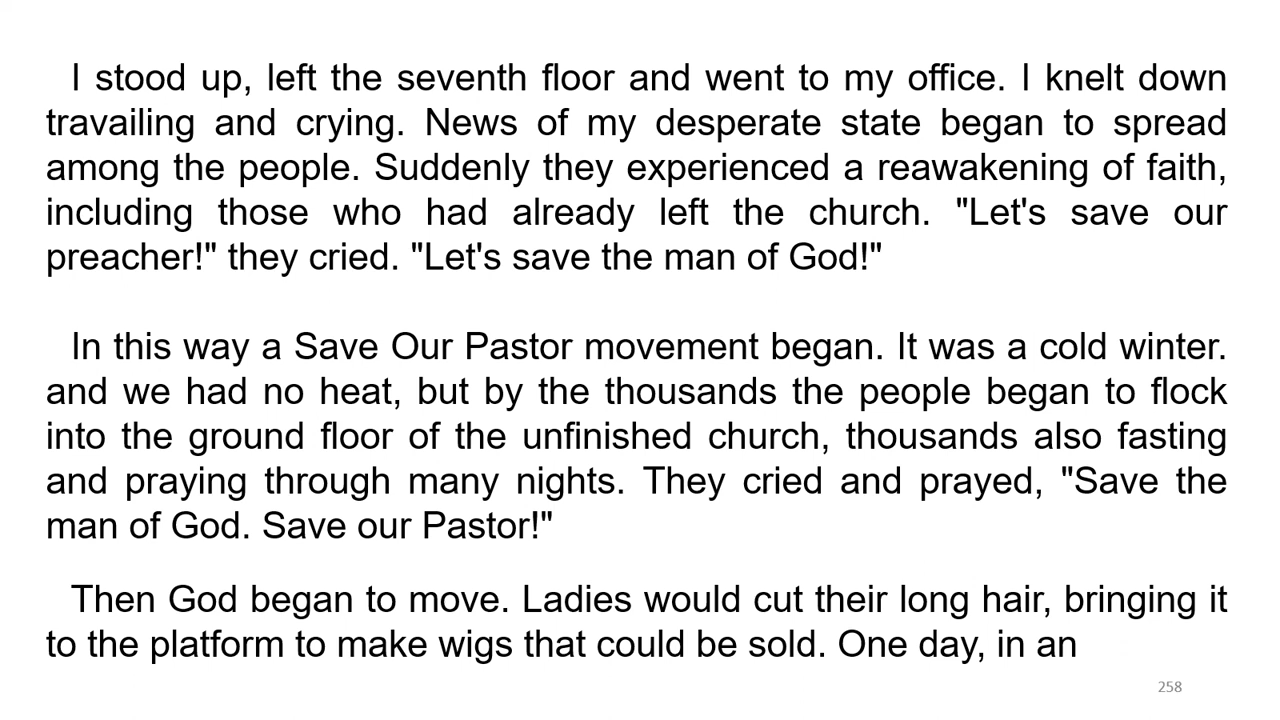 I stood up, left the seventh floor and went to my office. I knelt down
travailing and crying. News of my desperate state began to spread
among the people. Suddenly they experienced a reawakening of faith,
including those who had already left the church. "Let's save our
preacher!" they cried. "Let's save the man of God!"
In this way a Save Our Pastor movement began. It was a cold winter.
and we had no heat, but by the thousands the people began to flock
into the ground floor of the unfinished church, thousands also fasting
and praying through many nights. They cried and prayed, "Save the
man of God. Save our Pastor!"
Then God began to move. Ladies would cut their long hair, bringing it
to the platform to make wigs that could be sold. One day, in an
258